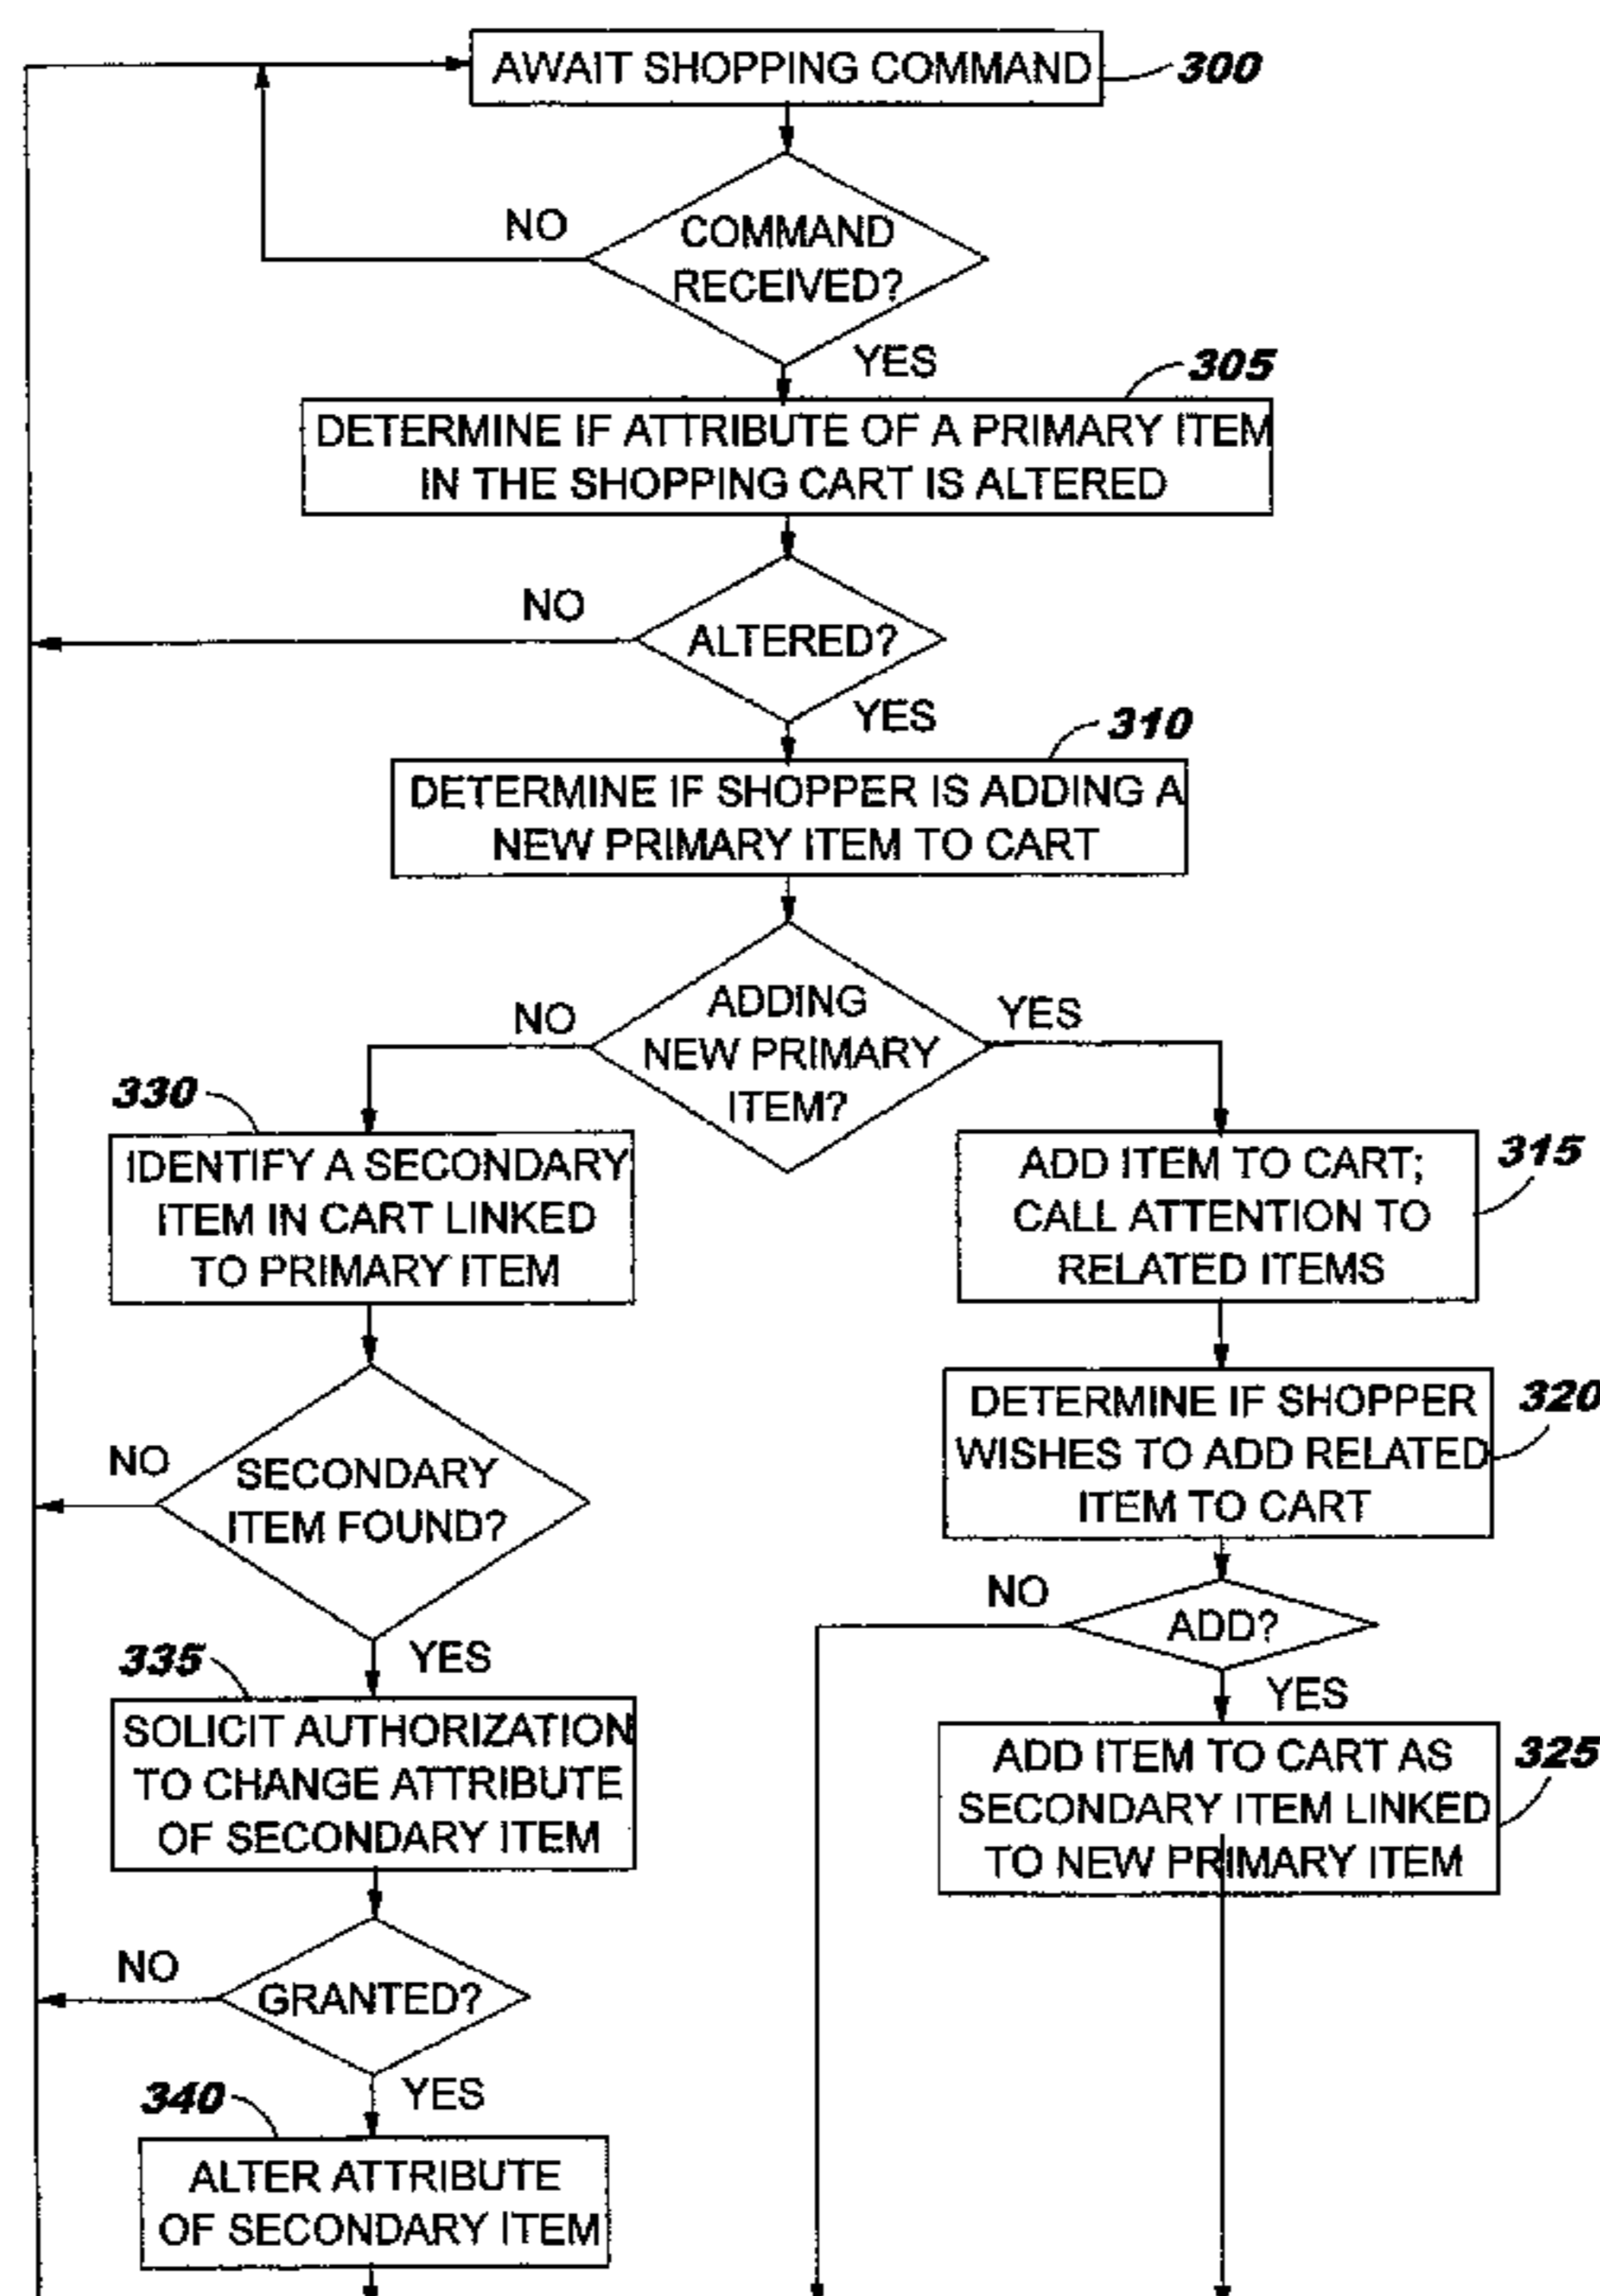 AWAIT SHOPPING COMMAND
300
COMMAND
RECEIVED?
NO
YES
305
DETERMINE IF ATTRIBUTE OF A PRIMARY ITEM
IN THE SHOPPING CART IS ALTERED
NO
ALTERED?
YES
310
DETERMINE IF SHOPPER IS ADDING A
NEW PRIMARY ITEM TO CART
NO
ADDING
NEW PRIMARY
ITEM?
YES
330
IDENTIFY A SECONDARY
ITEM IN CART LINKED
TO PRIMARY ITEM
NO
SECONDARY
ITEM FOUND?
YES
335
SOLICIT AUTHORIZATION
TO CHANGE ATTRIBUTE
OF SECONDARY ITEM
NO
GRANTED?
YES
340
ALTER ATTRIBUTE
OF SECONDARY ITEM
ADD ITEM TO CART;
CALL ATTENTION TO
RELATED ITEMS
315
DETERMINE IF SHOPPER
WISHES TO ADD RELATED
ITEM TO CART
320
NO
ADD?
YES
ADD ITEM TO CART AS
SECONDARY ITEM LINKED
TO NEW PRIMARY ITEM
325